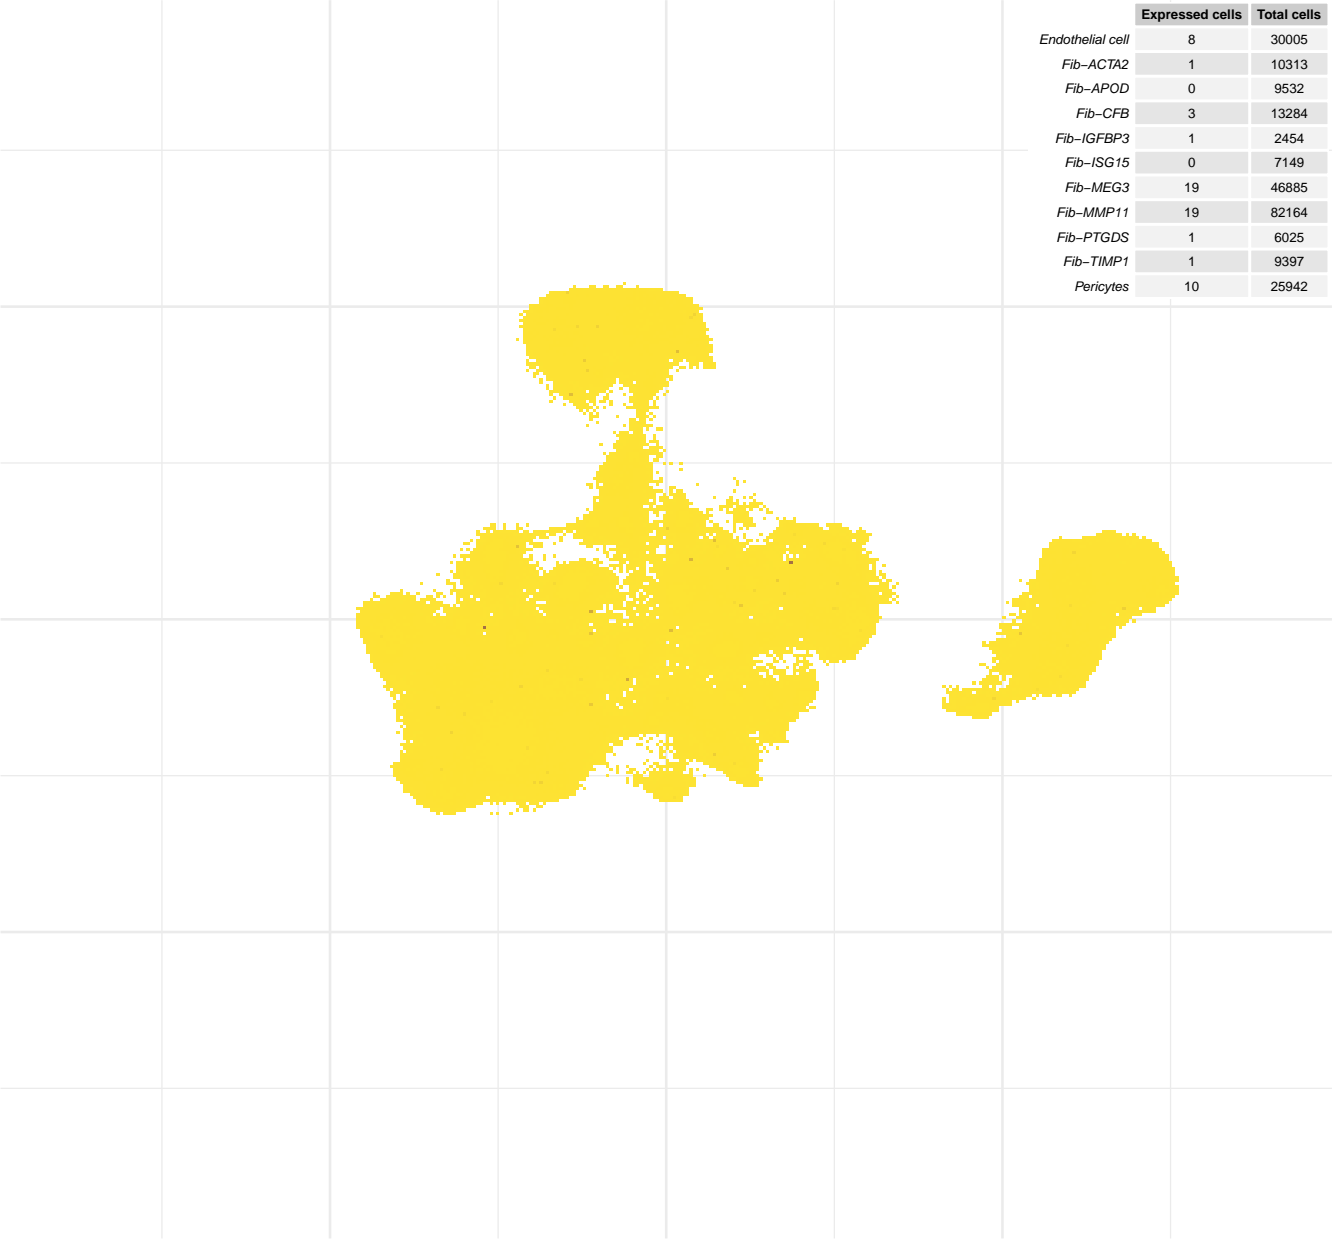 Expressed cells Total cells
Endothelial cell 8 30005
Fib−ACTA2 1 10313
Fib−APOD 0 9532
Fib−CFB 3 13284
Fib−IGFBP3 1 2454
Fib−ISG15 0 7149
Fib−MEG3 19 46885
Fib−MMP11 19 82164
Fib−PTGDS 1 6025
Fib−TIMP1 1 9397
Pericytes 10 25942